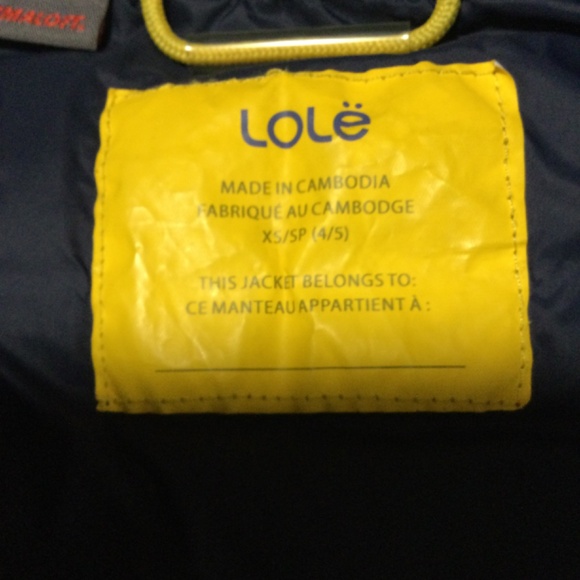 LOLË
MADE IN CAMBODIA
FABRIQUÉ AU CAMBODGE
XS/SP (4/5)
THIS JACKET BELONGS TO:
CE MANTEAU APPARTIENT À :